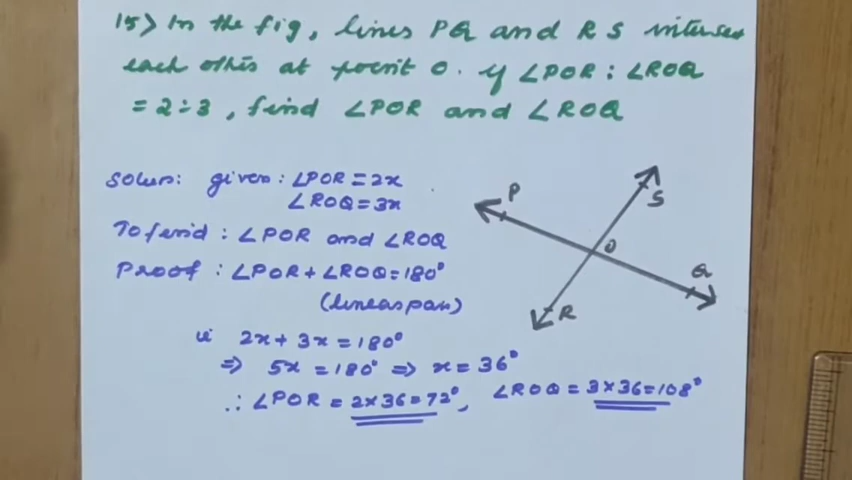 15> In the fig, lines PQ and RS intersect
each other at point O. If ∠POR : ∠ROQ
= 2:3, find ∠POR and ∠ROQ
Soln: given: ∠POR = 2x
∠ROQ = 3x
To find : ∠POR and ∠ROQ
Proof : ∠POR + ∠ROQ = 180°
(linear pair)
ie 2x + 3x = 180°
⇒ 5x = 180° ⇒ x = 36°
∴ ∠POR = 2×36=72°, ∠ROQ = 3×36=108°
P
S
O
Q
R